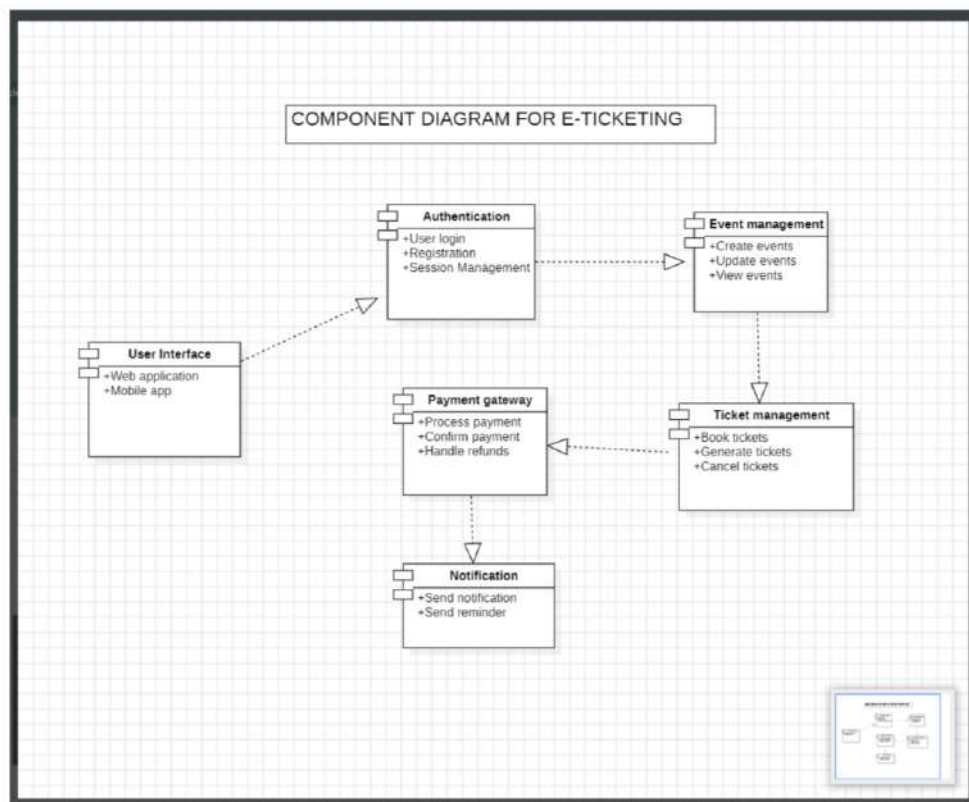 COMPONENT DIAGRAM FOR E-TICKETING
Authentication
+User login
+Registration
+Session Management
Event management
+Create events
+Update events
+View events
User Interface
+Web application
+Mobile app
Payment gateway
+Process payment
+Confirm payment
+Handle refunds
Ticket management
+Book tickets
+Generate tickets
+Cancel tickets
Notification
+Send notification
+Send reminder